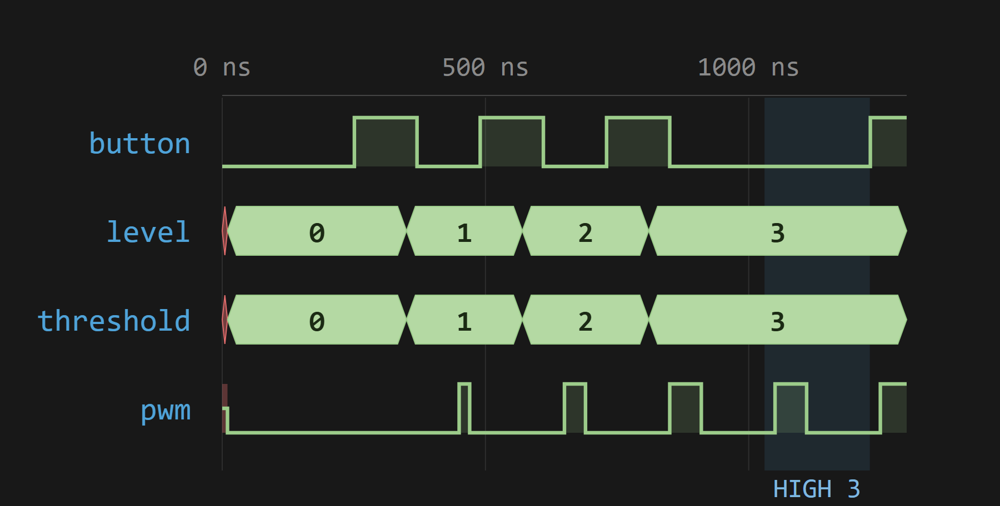 0 ns 500 ns 1000 ns
button
level 0 1 2 3
threshold 0 1 2 3
pwm
HIGH 3